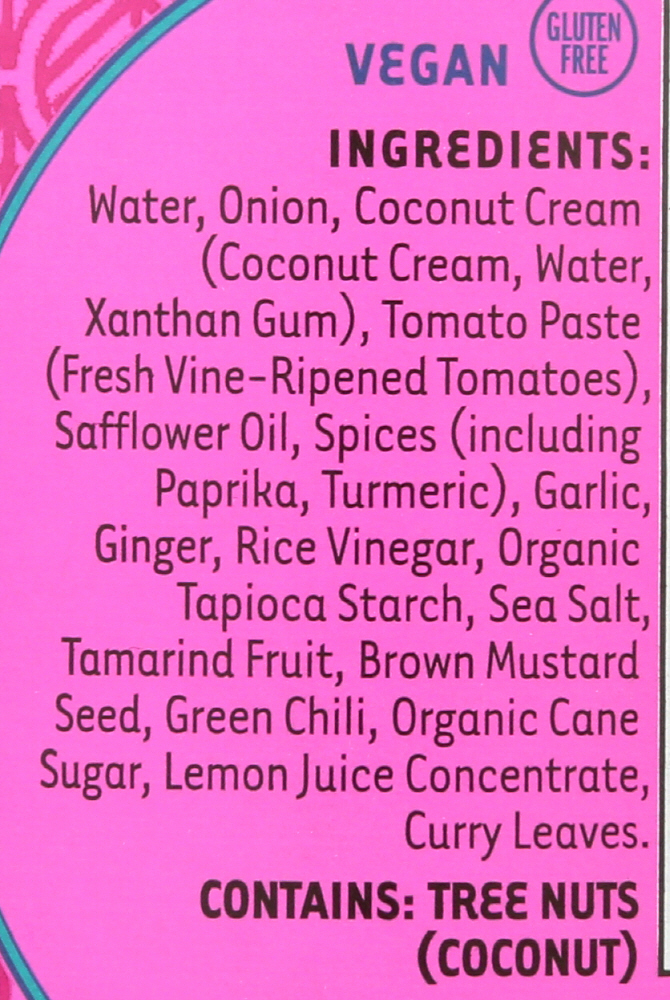 GLUTEN
FREE
VEGAN
INGREDIENTS:
Water, Onion, Coconut Cream
(Coconut Cream, Water,
Xanthan Gum), Tomato Paste
(Fresh Vine-Ripened Tomatoes),
Safflower Oil, Spices (including
Paprika, Turmeric), Garlic,
Ginger, Rice Vinegar, Organic
Tapioca Starch, Sea Salt,
Tamarind Fruit, Brown Mustard
Seed, Green Chili, Organic Cane
Sugar, Lemon Juice Concentrate,
Curry Leaves.
CONTAINS: TREE NUTS
(COCONUT)